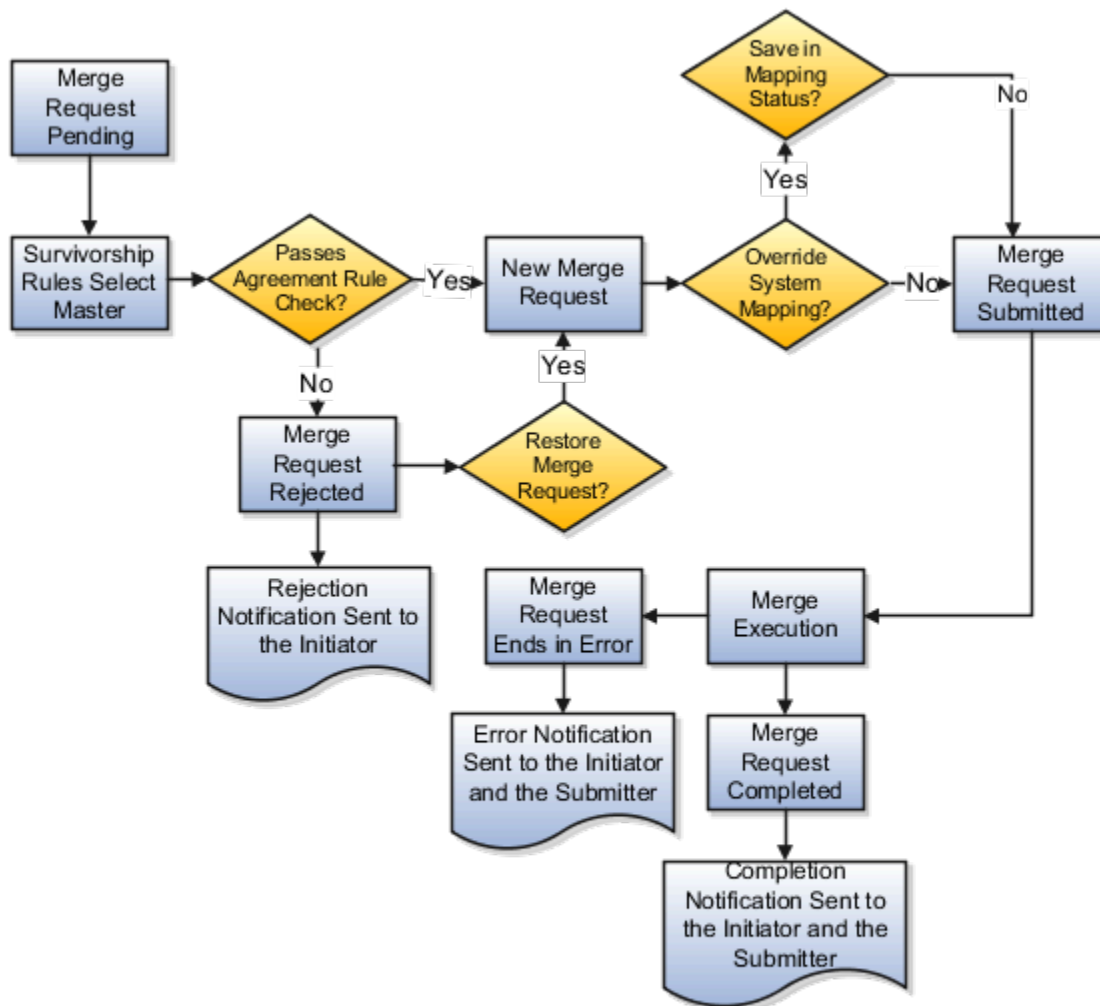 Save in
Mapping
Status?
No
Merge
Request
Pending
Yes
Survivorship
Rules Select
Master
Passes
Agreement Rule
Check?
Yes
New Merge
Request
Override
System
Mapping?
No
Merge
Request
Submitted
No
Yes
Merge
Request
Rejected
Restore
Merge
Request?
Rejection
Notification Sent to
the Initiator
Merge
Request
Ends in Error
Merge
Execution
Error Notification
Sent to the Initiator
and the Submitter
Merge
Request
Completed
Completion
Notification Sent to
the Initiator and the
Submitter